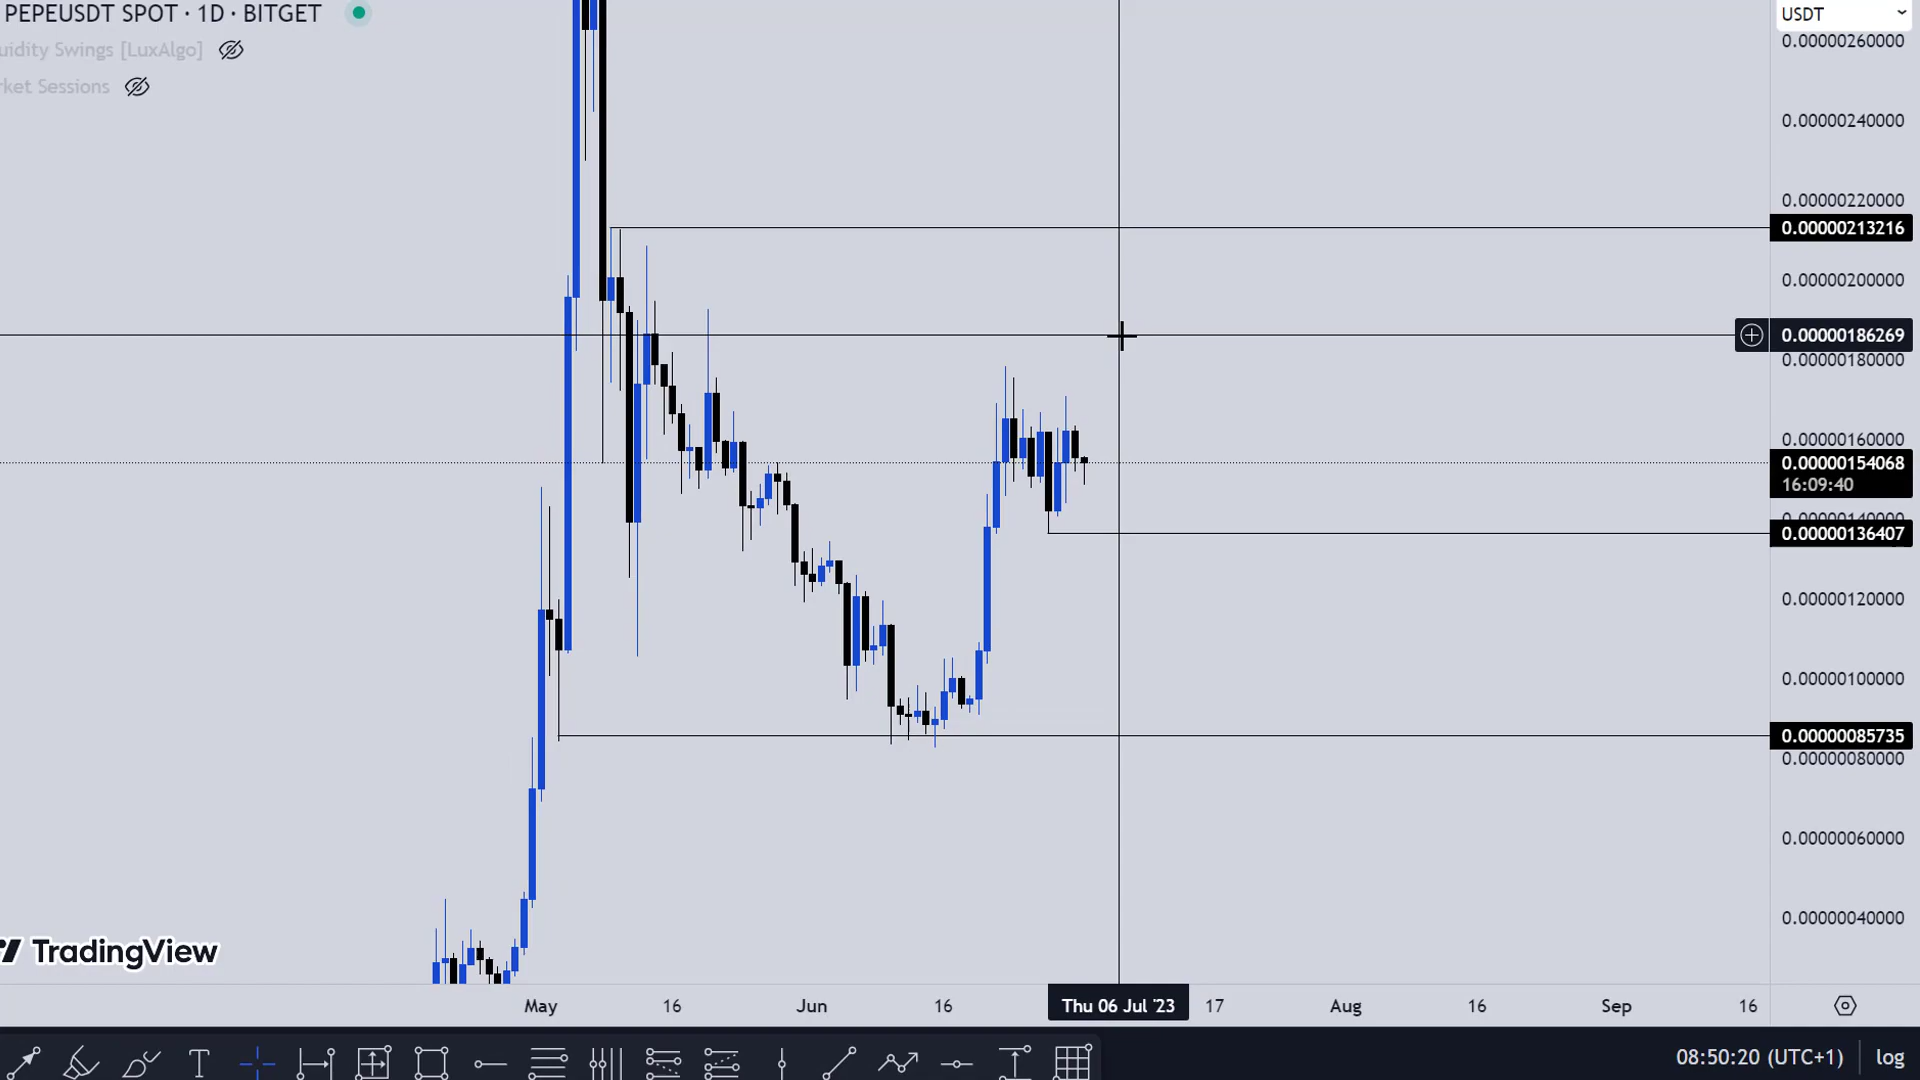 PEPEUSDT SPOT · 1D · BITGET
uidity Swings [LuxAlgo]
rket Sessions
USDT
0.00000260000
0.00000240000
0.00000220000
0.00000213216
0.00000200000
0.00000186269
0.00000180000
0.00000160000
0.00000154068
16:09:40
0.00000140000
0.00000136407
0.00000120000
0.00000100000
0.00000085735
0.00000080000
0.00000060000
0.00000040000
TradingView
May 16 Jun 16 Thu 06 Jul '23 17 Aug 16 Sep 16
T
08:50:20 (UTC+1) log